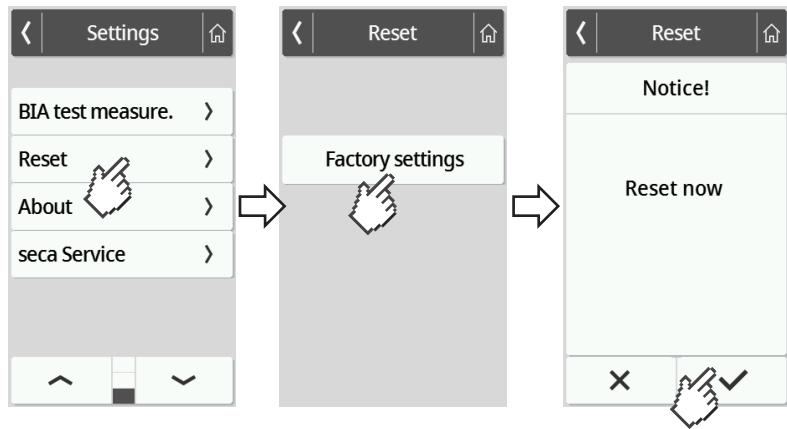 Settings
BIA test measure.
Reset
About
seca Service
Reset
Factory settings
Reset
Notice!
Reset now